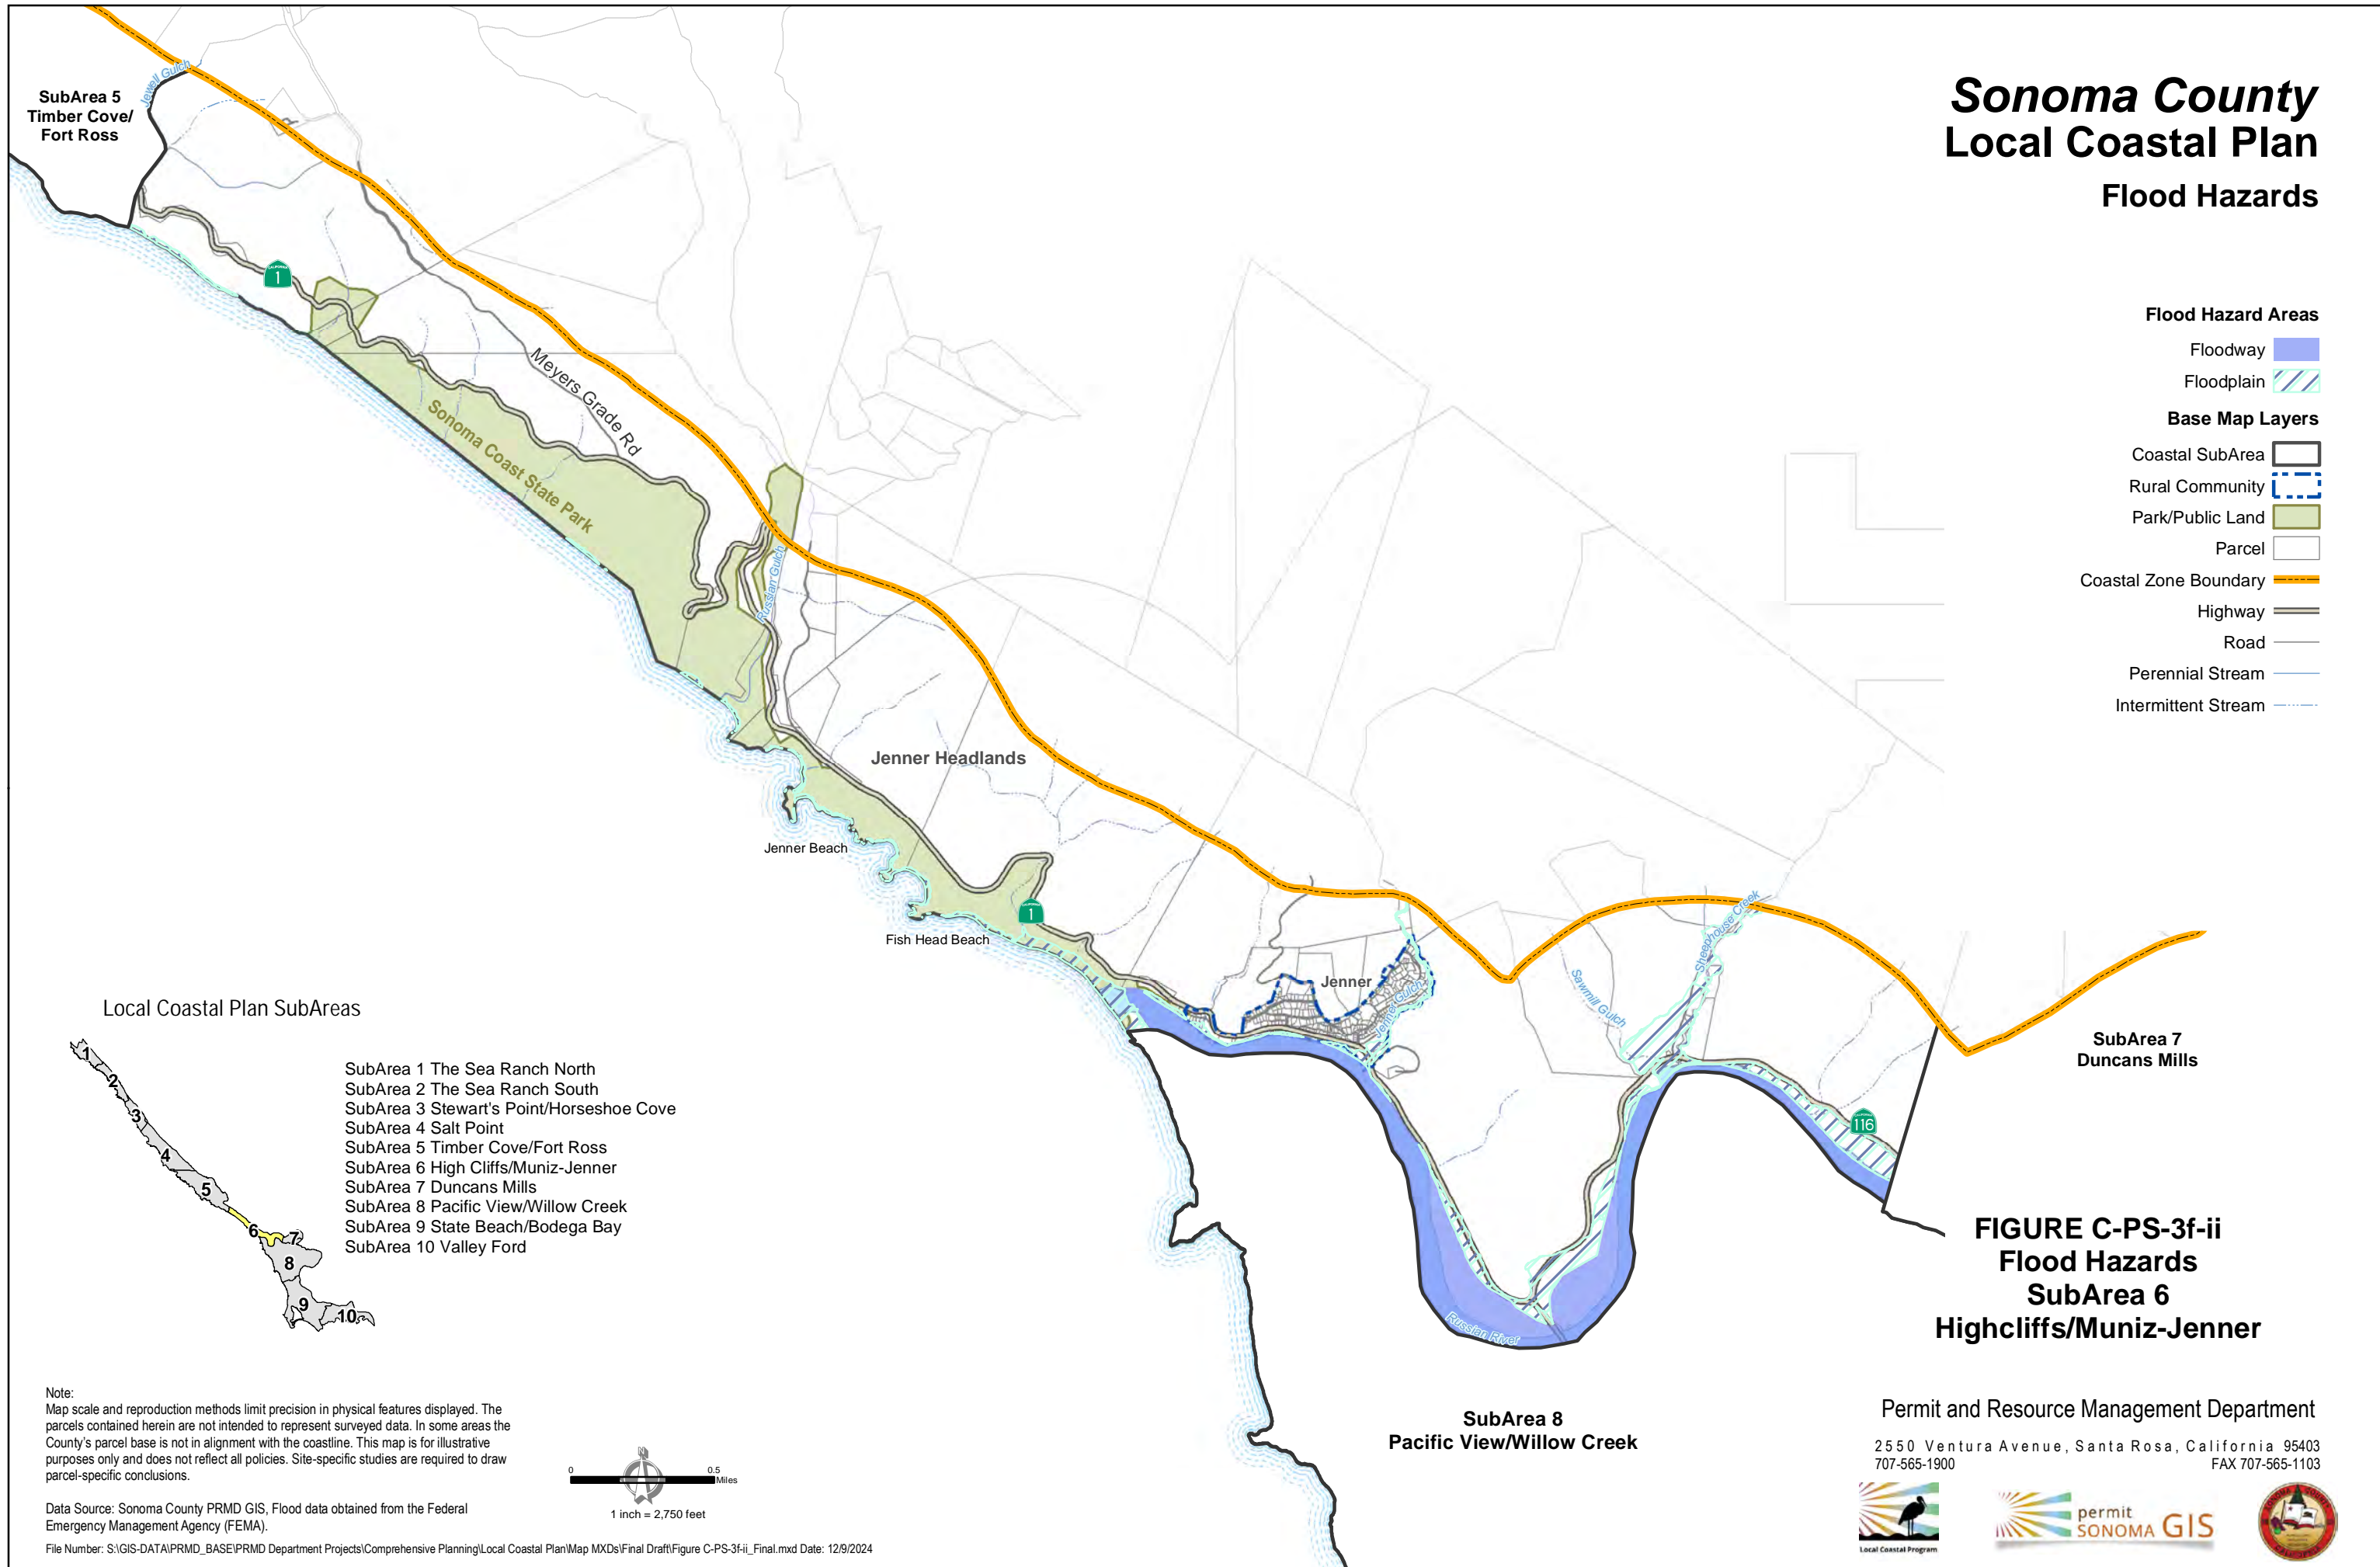 Sonoma County
Local Coastal Plan
Flood Hazards
SubArea 5
Timber Cove/
Fort Ross
Jewell Gulch
CALIFORNIA
1
Meyers Grade Rd
Sonoma Coast State Park
Russian Gulch
Jenner Headlands
Jenner Beach
Fish Head Beach
CALIFORNIA
1
Jenner
Jenner Gulch
Sawmill Gulch
Sheephouse Creek
CALIFORNIA
116
Russian River
SubArea 7
Duncans Mills
SubArea 8
Pacific View/Willow Creek
Flood Hazard Areas
Floodway
Floodplain
Base Map Layers
Coastal SubArea
Rural Community
Park/Public Land
Parcel
Coastal Zone Boundary
Highway
Road
Perennial Stream
Intermittent Stream
Local Coastal Plan SubAreas
1
2
3
4
5
6
7
8
9
10
SubArea 1 The Sea Ranch North
SubArea 2 The Sea Ranch South
SubArea 3 Stewart's Point/Horseshoe Cove
SubArea 4 Salt Point
SubArea 5 Timber Cove/Fort Ross
SubArea 6 High Cliffs/Muniz-Jenner
SubArea 7 Duncans Mills
SubArea 8 Pacific View/Willow Creek
SubArea 9 State Beach/Bodega Bay
SubArea 10 Valley Ford
FIGURE C-PS-3f-ii
Flood Hazards
SubArea 6
Highcliffs/Muniz-Jenner
Note:
Map scale and reproduction methods limit precision in physical features displayed. The
parcels contained herein are not intended to represent surveyed data. In some areas the
County's parcel base is not in alignment with the coastline. This map is for illustrative
purposes only and does not reflect all policies. Site-specific studies are required to draw
parcel-specific conclusions.
Data Source: Sonoma County PRMD GIS, Flood data obtained from the Federal
Emergency Management Agency (FEMA).
File Number: S:\GIS-DATA\PRMD_BASE\PRMD Department Projects\Comprehensive Planning\Local Coastal Plan\Map MXDs\Final Draft\Figure C-PS-3f-ii_Final.mxd Date: 12/9/2024
N
0 0.5
Miles
1 inch = 2,750 feet
Permit and Resource Management Department
2550 Ventura Avenue, Santa Rosa, California 95403
707-565-1900 FAX 707-565-1103
Local Coastal Program
permit
SONOMA GIS
SONOMA COUNTY